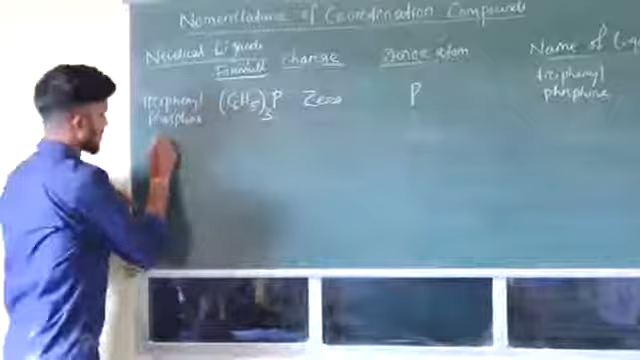 Nomenclature of Coordination Compounds
Neutral Ligands
Formula charge Donor atom Name of
triphenyl phosphine (C6H5)3P Zero P triphenyl phosphine